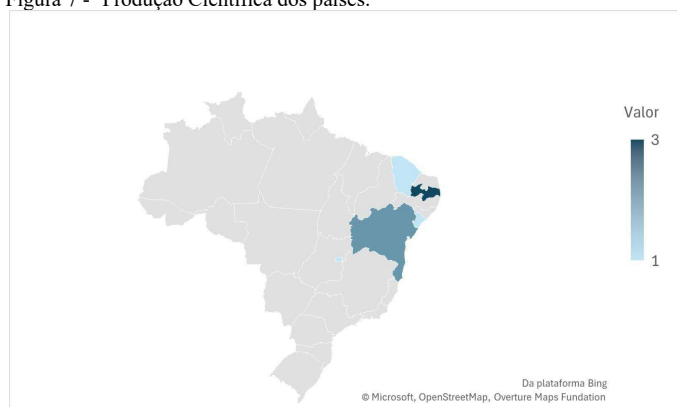 Figura 7 - Produção Científica dos países.
Valor
3
1
Da plataforma Bing
© Microsoft, OpenStreetMap, Overture Maps Fundation